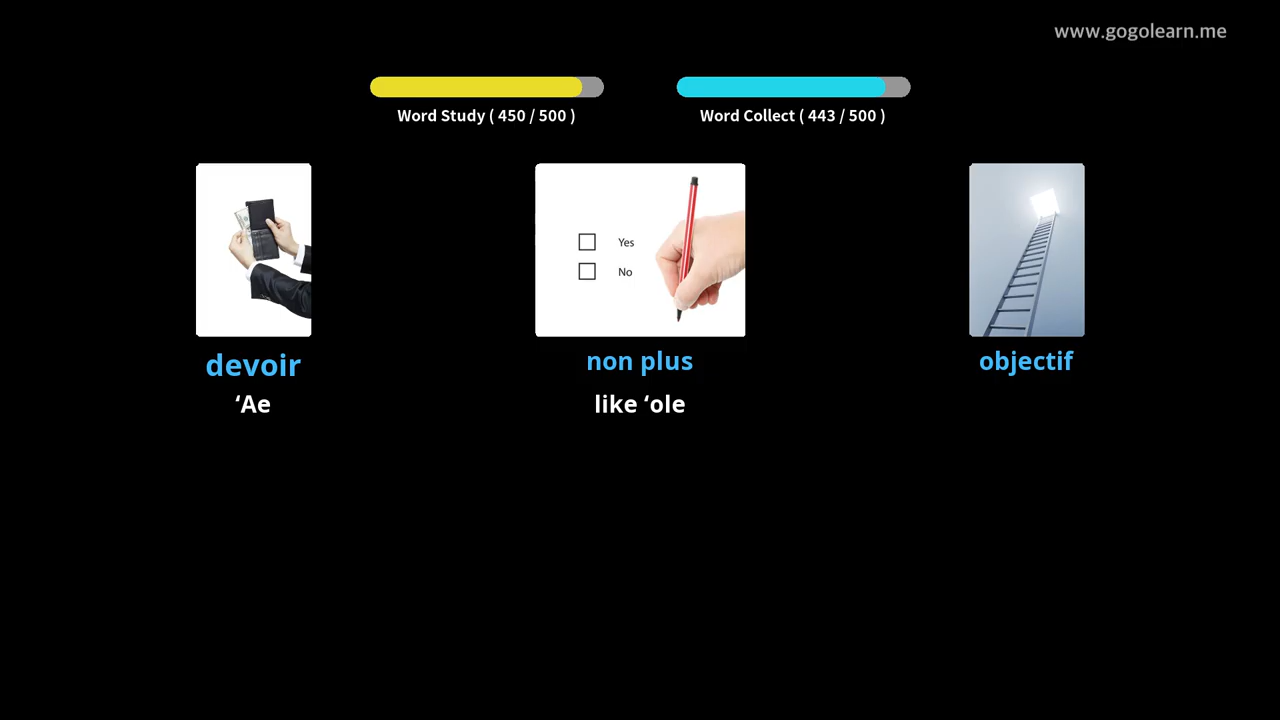 www.gogolearn.me
Word Study ( 450 / 500 )
Word Collect ( 443 / 500 )
Yes
No
devoir
non plus
objectif
‘Ae
like ‘ole